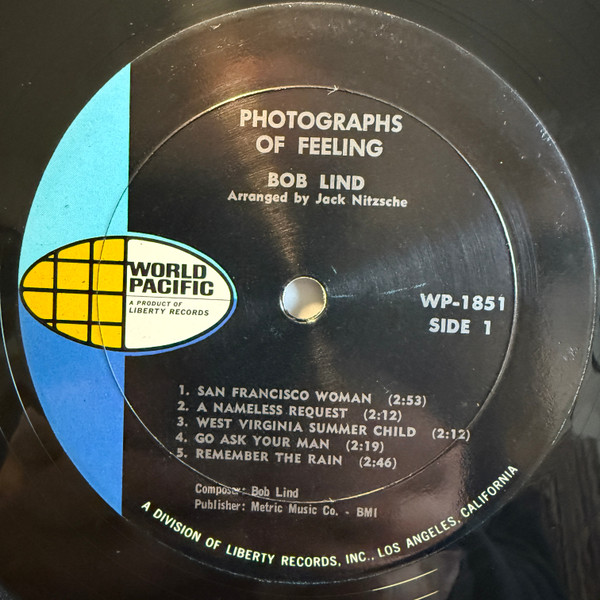 PHOTOGRAPHS
OF FEELING
BOB LIND
Arranged by Jack Nitzsche
WORLD
PACIFIC
A PRODUCT OF
LIBERTY RECORDS
WP-1851
SIDE 1
1. SAN FRANCISCO WOMAN (2:53)
2. A NAMELESS REQUEST (2:12)
3. WEST VIRGINIA SUMMER CHILD (2:12)
4. GO ASK YOUR MAN (2:19)
5. REMEMBER THE RAIN (2:46)
Composer: Bob Lind
Publisher: Metric Music Co. - BMI
A DIVISION OF LIBERTY RECORDS, INC., LOS ANGELES, CALIFORNIA